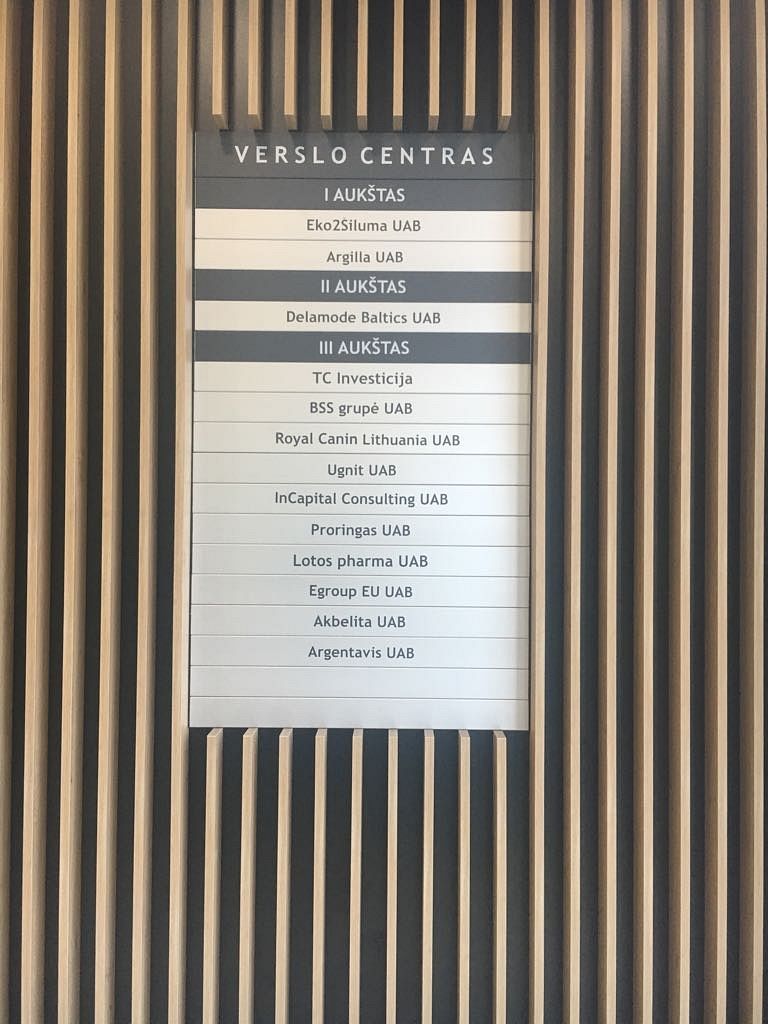 VERSLO CENTRAS
I AUKŠTAS
Eko2Šiluma UAB
Argilla UAB
II AUKŠTAS
Delamode Baltics UAB
III AUKŠTAS
TC Investicija
BSS grupė UAB
Royal Canin Lithuania UAB
Ugnit UAB
InCapital Consulting UAB
Proringas UAB
Lotos pharma UAB
Egroup EU UAB
Akbelita UAB
Argentavis UAB